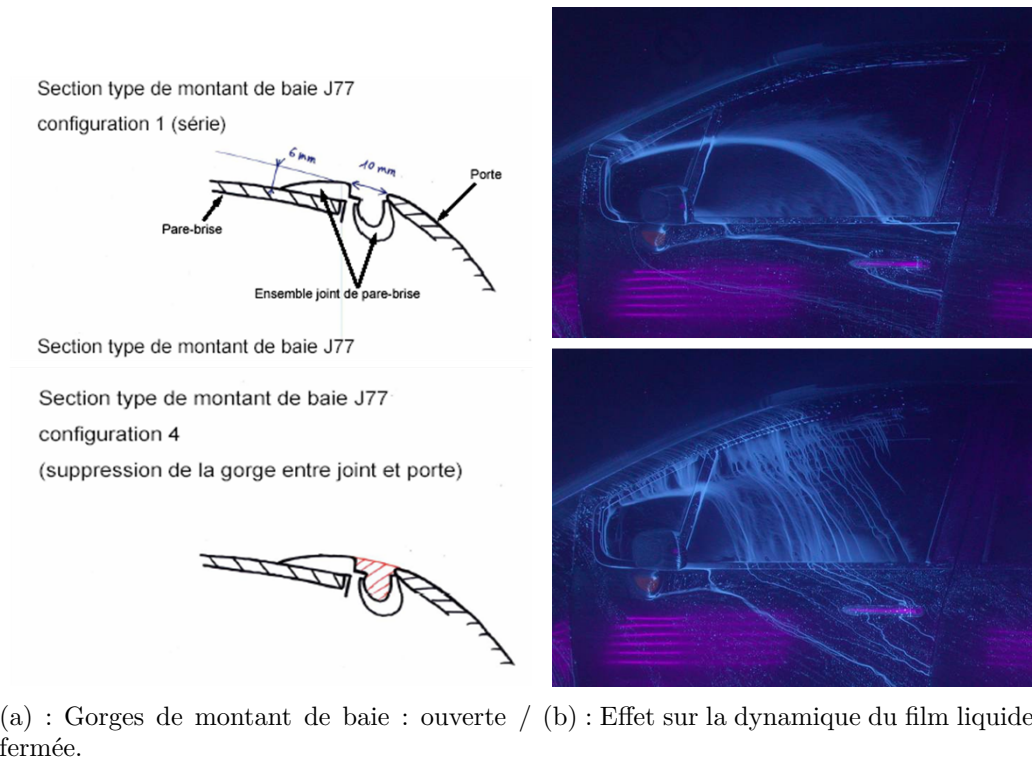 Section type de montant de baie J77
configuration 1 (série)
6 mm
10 mm
Porte
Pare-brise
Ensemble joint de pare-brise
Section type de montant de baie J77
Section type de montant de baie J77
configuration 4
(suppression de la gorge entre joint et porte)
(a) : Gorges de montant de baie : ouverte /
fermée.
(b) : Effet sur la dynamique du film liquide